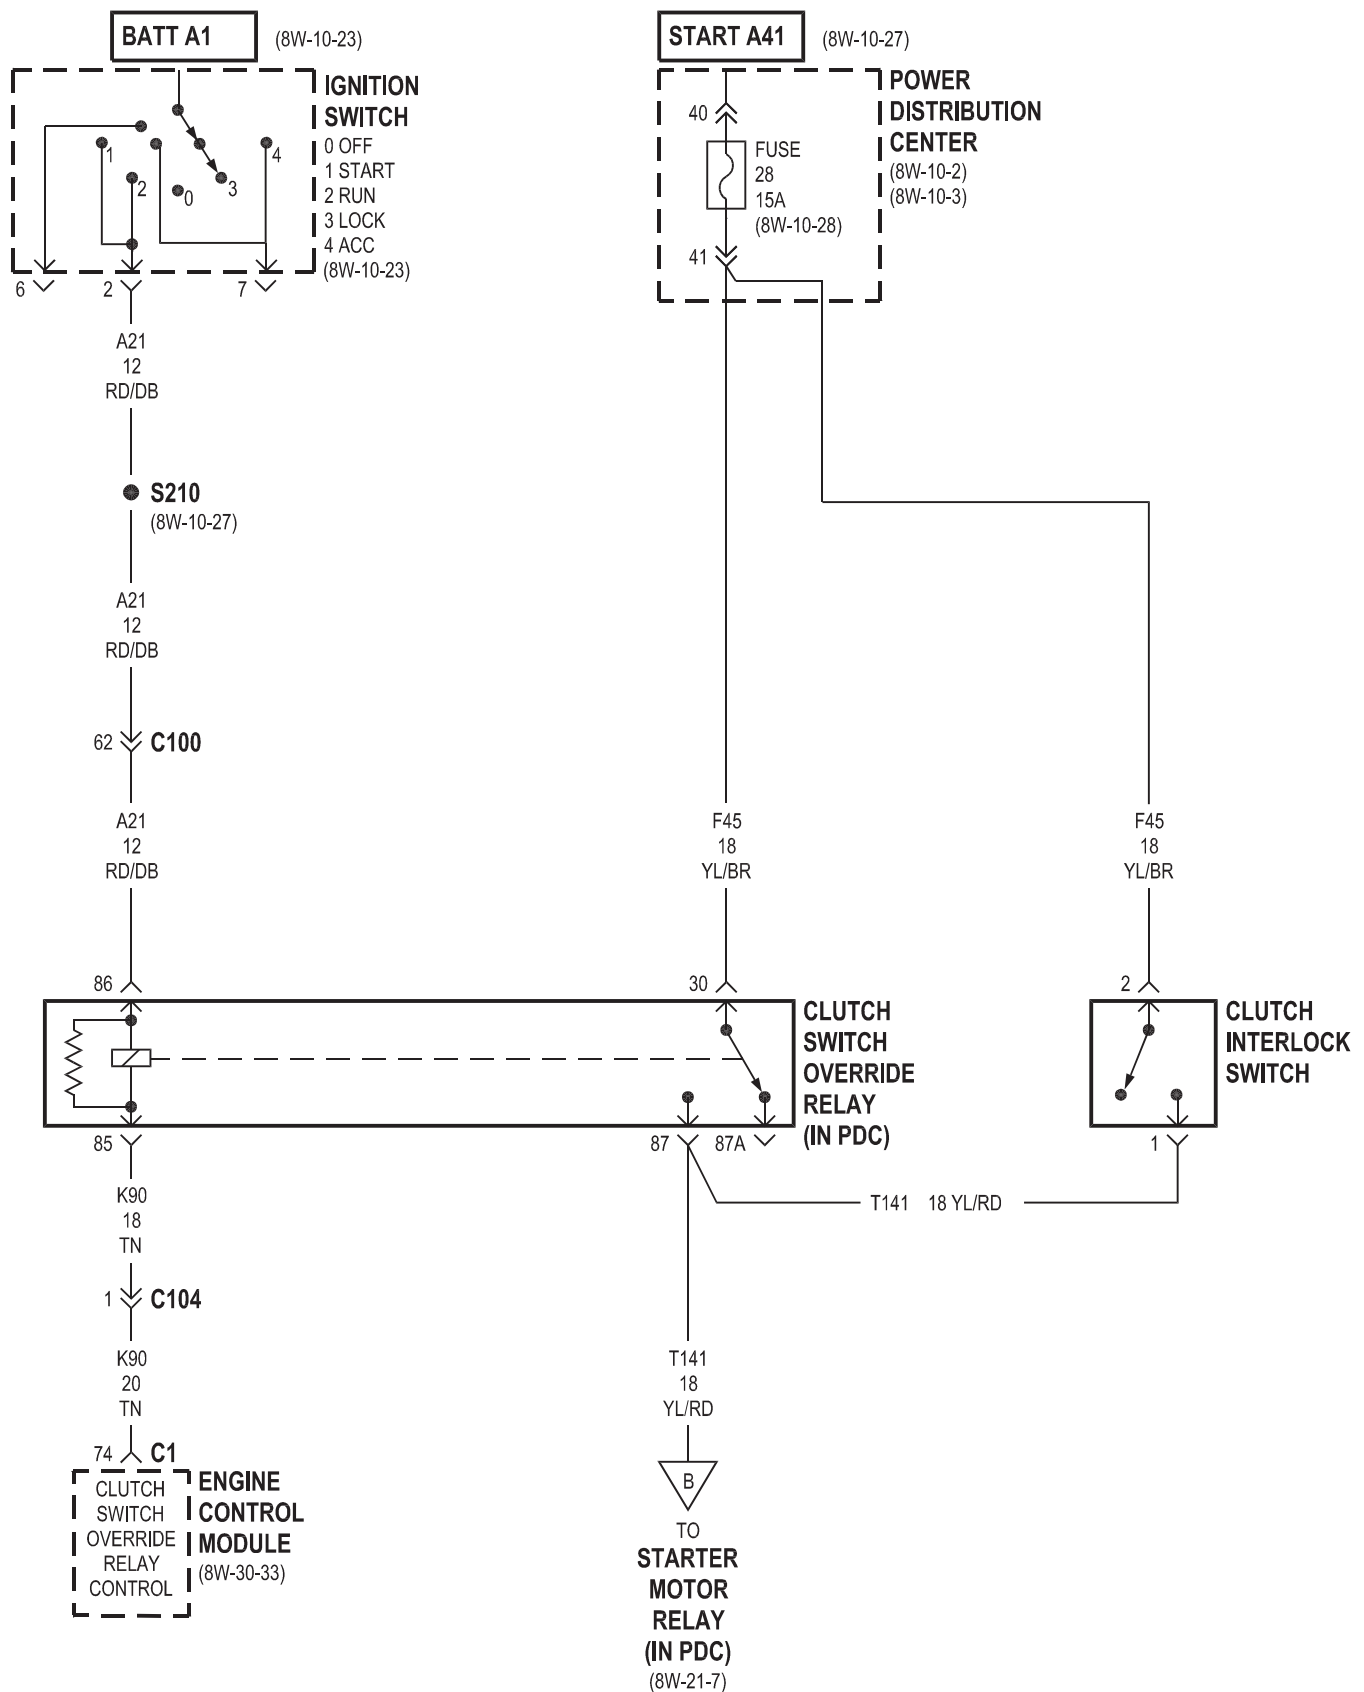 BATT A1 (8W-10-23)
IGNITION
SWITCH
0 OFF
1 START
2 RUN
3 LOCK
4 ACC
(8W-10-23)
1
2
0
3
4
6
2
7
A21
12
RD/DB
S210
(8W-10-27)
A21
12
RD/DB
62 C100
A21
12
RD/DB
86
START A41 (8W-10-27)
POWER
DISTRIBUTION
CENTER
(8W-10-2)
(8W-10-3)
40
FUSE
28
15A
(8W-10-28)
41
F45
18
YL/BR
30
F45
18
YL/BR
2
CLUTCH
SWITCH
OVERRIDE
RELAY
(IN PDC)
CLUTCH
INTERLOCK
SWITCH
85
87
87A
1
K90
18
TN
T141 18 YL/RD
1 C104
K90
20
TN
74 C1
CLUTCH
SWITCH
OVERRIDE
RELAY
CONTROL
ENGINE
CONTROL
MODULE
(8W-30-33)
T141
18
YL/RD
B
TO
STARTER
MOTOR
RELAY
(IN PDC)
(8W-21-7)